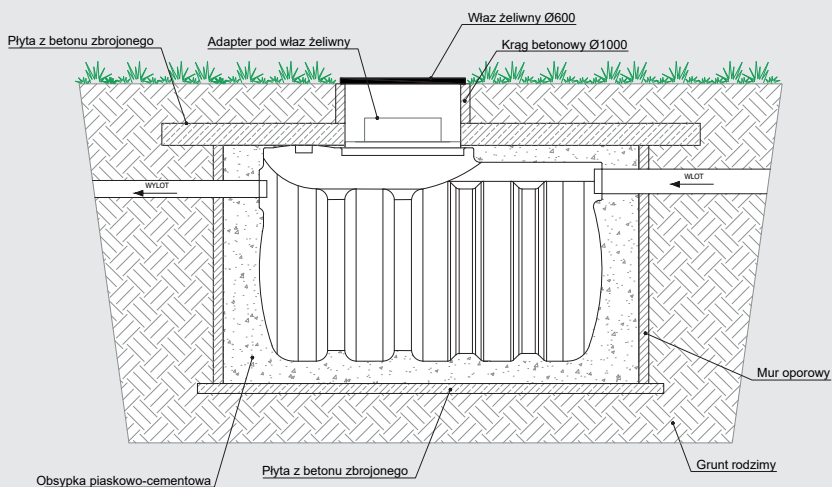 Właz żeliwny Ø600
Płyta z betonu zbrojonego
Adapter pod właz żeliwny
Krąg betonowy Ø1000
WYLOT
WLOT
Mur oporowy
Grunt rodzimy
Płyta z betonu zbrojonego
Obsypka piaskowo-cementowa